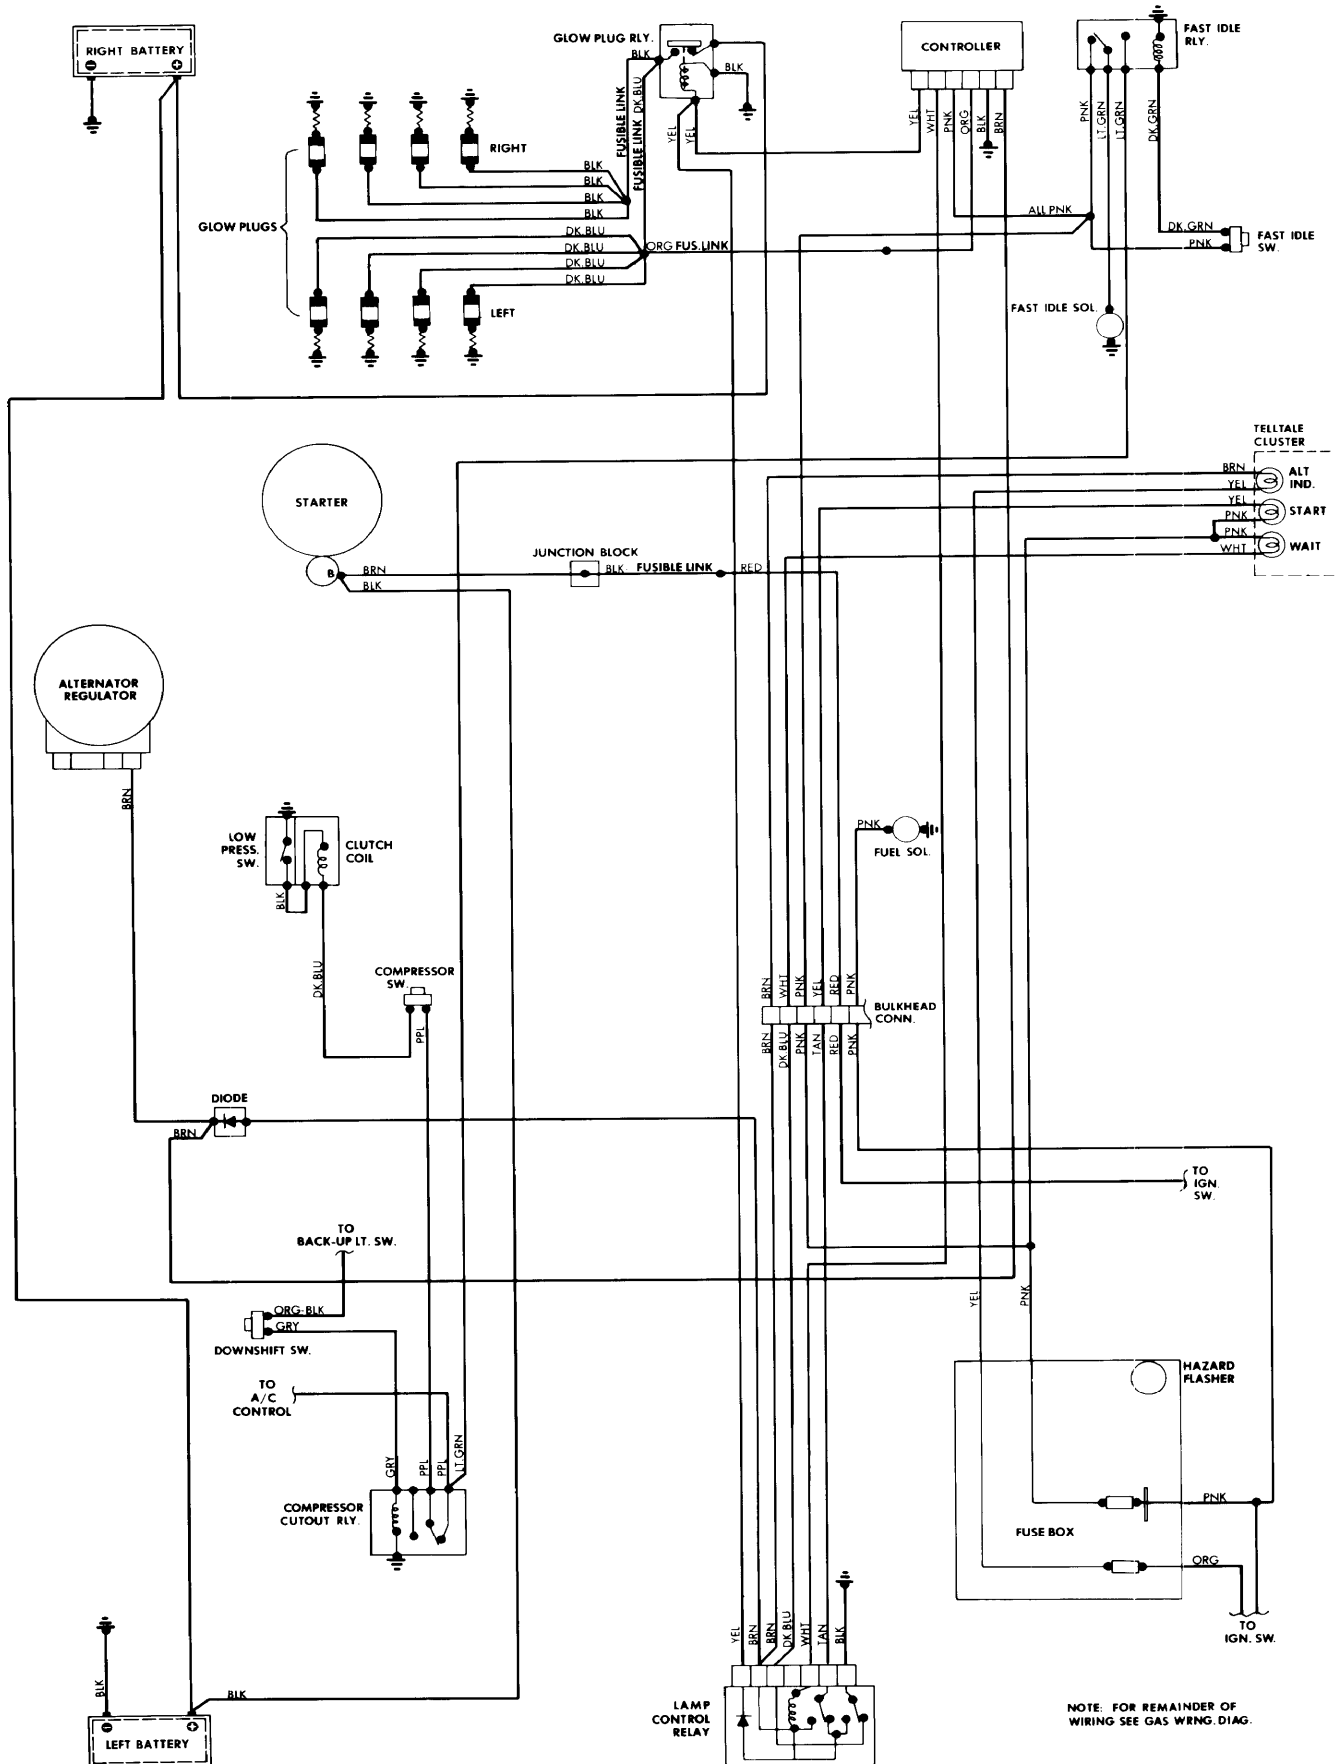 RIGHT BATTERY
GLOW PLUG RLY.
BLK
BLK
CONTROLLER
FAST IDLE
RLY.
FUSIBLE LINK
FUSIBLE LINK DK.BLU
YEL
YEL
YEL
WHT
PNK
ORG
BLK
BRN
PNK
LT.GRN
LT.GRN
DK.GRN
RIGHT
BLK
BLK
BLK
BLK
GLOW PLUGS
DK.BLU
DK.BLU
DK.BLU
DK.BLU
ORG FUS.LINK
ALL PNK
DK.GRN
PNK
FAST IDLE
SW.
LEFT
FAST IDLE SOL.
TELLTALE
CLUSTER
BRN
YEL
ALT
IND.
YEL
PNK
START
PNK
WHT
WAIT
STARTER
B
BRN
BLK
JUNCTION BLOCK
BLK
FUSIBLE LINK
RED
ALTERNATOR
REGULATOR
BRN
LOW
PRESS.
SW.
CLUTCH
COIL
BLK
DK.BLU
COMPRESSOR
SW.
PPL
PNK
FUEL SOL.
BRN
WHT
PNK
YEL
RED
PNK
BULKHEAD
CONN.
BRN
DK.BLU
PNK
TAN
RED
PNK
DIODE
BRN
TO
IGN.
SW.
TO
BACK-UP LT. SW.
ORG-BLK
GRY
DOWNSHIFT SW.
YEL
PNK
TO
A/C
CONTROL
HAZARD
FLASHER
GRY
PPL
PPL
LT.GRN
COMPRESSOR
CUTOUT RLY.
PNK
FUSE BOX
ORG
TO
IGN. SW.
BLK
BLK
LEFT BATTERY
YEL
BRN
BRN
DK.BLU
WHT
TAN
BLK
LAMP
CONTROL
RELAY
NOTE: FOR REMAINDER OF
WIRING SEE GAS WRNG. DIAG.